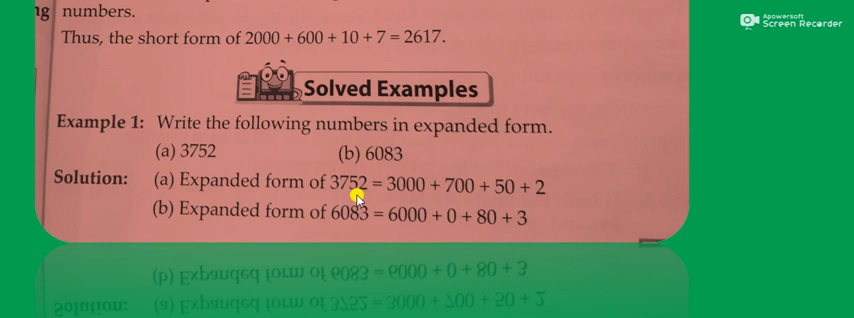 ng numbers.
Thus, the short form of 2000 + 600 + 10 + 7 = 2617.
Solved Examples
Example 1: Write the following numbers in expanded form.
(a) 3752 (b) 6083
Solution: (a) Expanded form of 3752 = 3000 + 700 + 50 + 2
(b) Expanded form of 6083 = 6000 + 0 + 80 + 3
Apowersoft
Screen Recorder